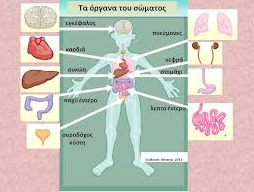 Τα όργανα του σώματος
εγκέφαλος
πνεύμονες
καρδιά
νεφρά
συκώτι
στομάχι
παχύ έντερο
λεπτό έντερο
ουροδόχος
κύστη